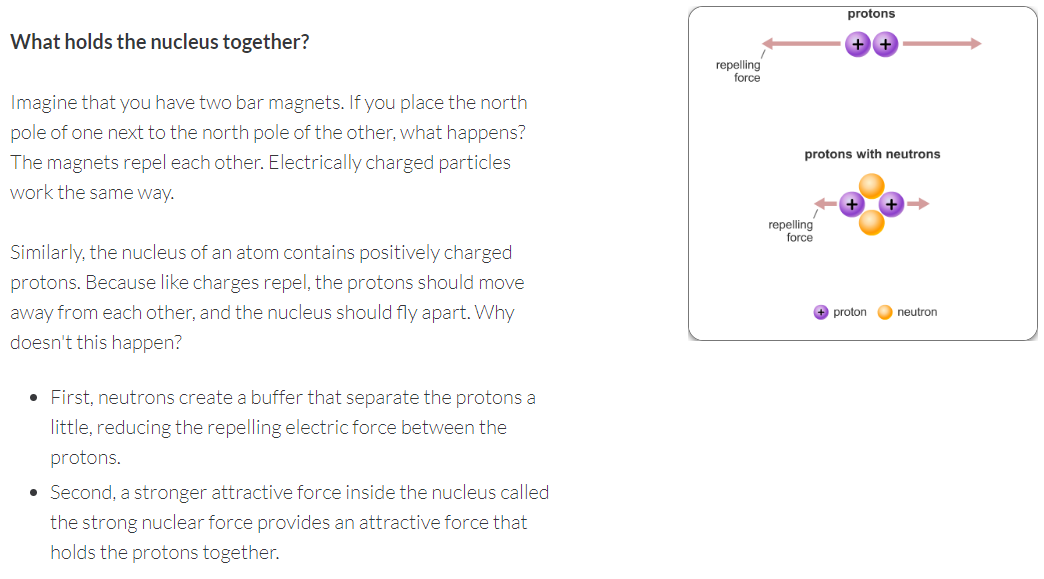 What holds the nucleus together?
Imagine that you have two bar magnets. If you place the north
pole of one next to the north pole of the other, what happens?
The magnets repel each other. Electrically charged particles
work the same way.
Similarly, the nucleus of an atom contains positively charged
protons. Because like charges repel, the protons should move
away from each other, and the nucleus should fly apart. Why
doesn't this happen?
• First, neutrons create a buffer that separate the protons a
little, reducing the repelling electric force between the
protons.
• Second, a stronger attractive force inside the nucleus called
the strong nuclear force provides an attractive force that
holds the protons together.
protons
+ +
repelling
force
protons with neutrons
+ +
repelling
force
+ proton neutron